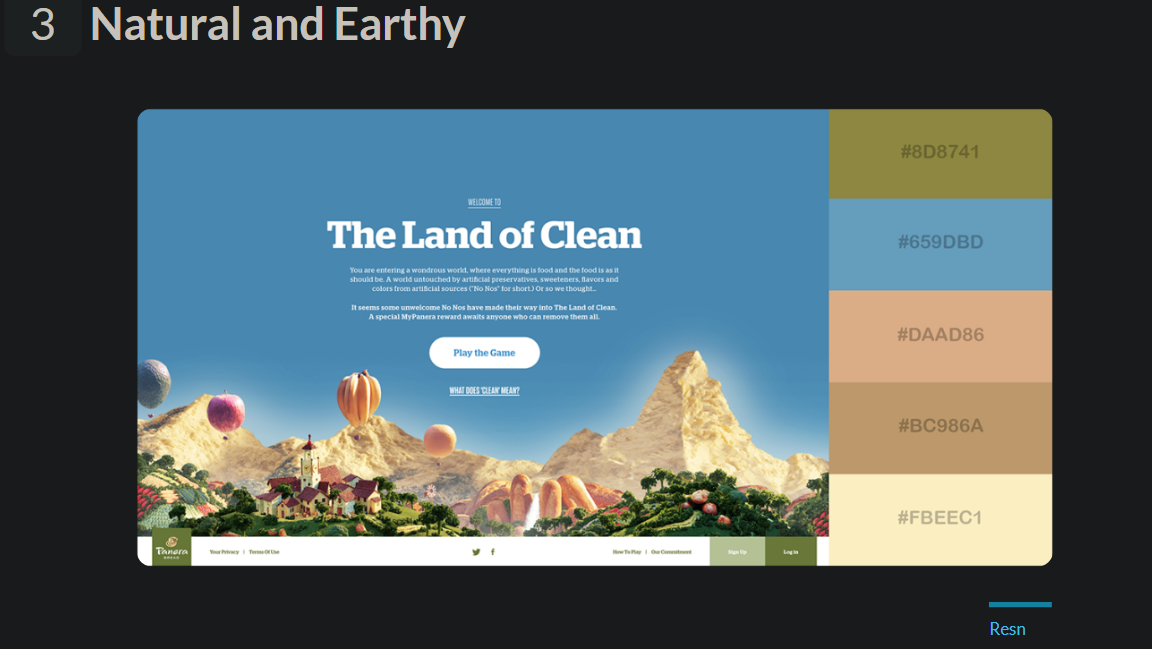 3 Natural and Earthy
WELCOME TO
The Land of Clean
You are entering a wondrous world, where everything is food and the food is as it
should be. A world untouched by artificial preservatives, sweeteners, flavors and
colors from artificial sources ("No Nos" for short.) Or so we thought...
It seems some unwelcome No Nos have made their way into The Land of Clean.
A special MyPanera reward awaits anyone who can remove them all.
Play the Game
WHAT DOES 'CLEAN' MEAN?
Panera
BREAD
Your Privacy | Terms Of Use
How To Play | Our Commitment
Sign Up
Log in
#8D8741
#659DBD
#DAAD86
#BC986A
#FBEEC1
Resn